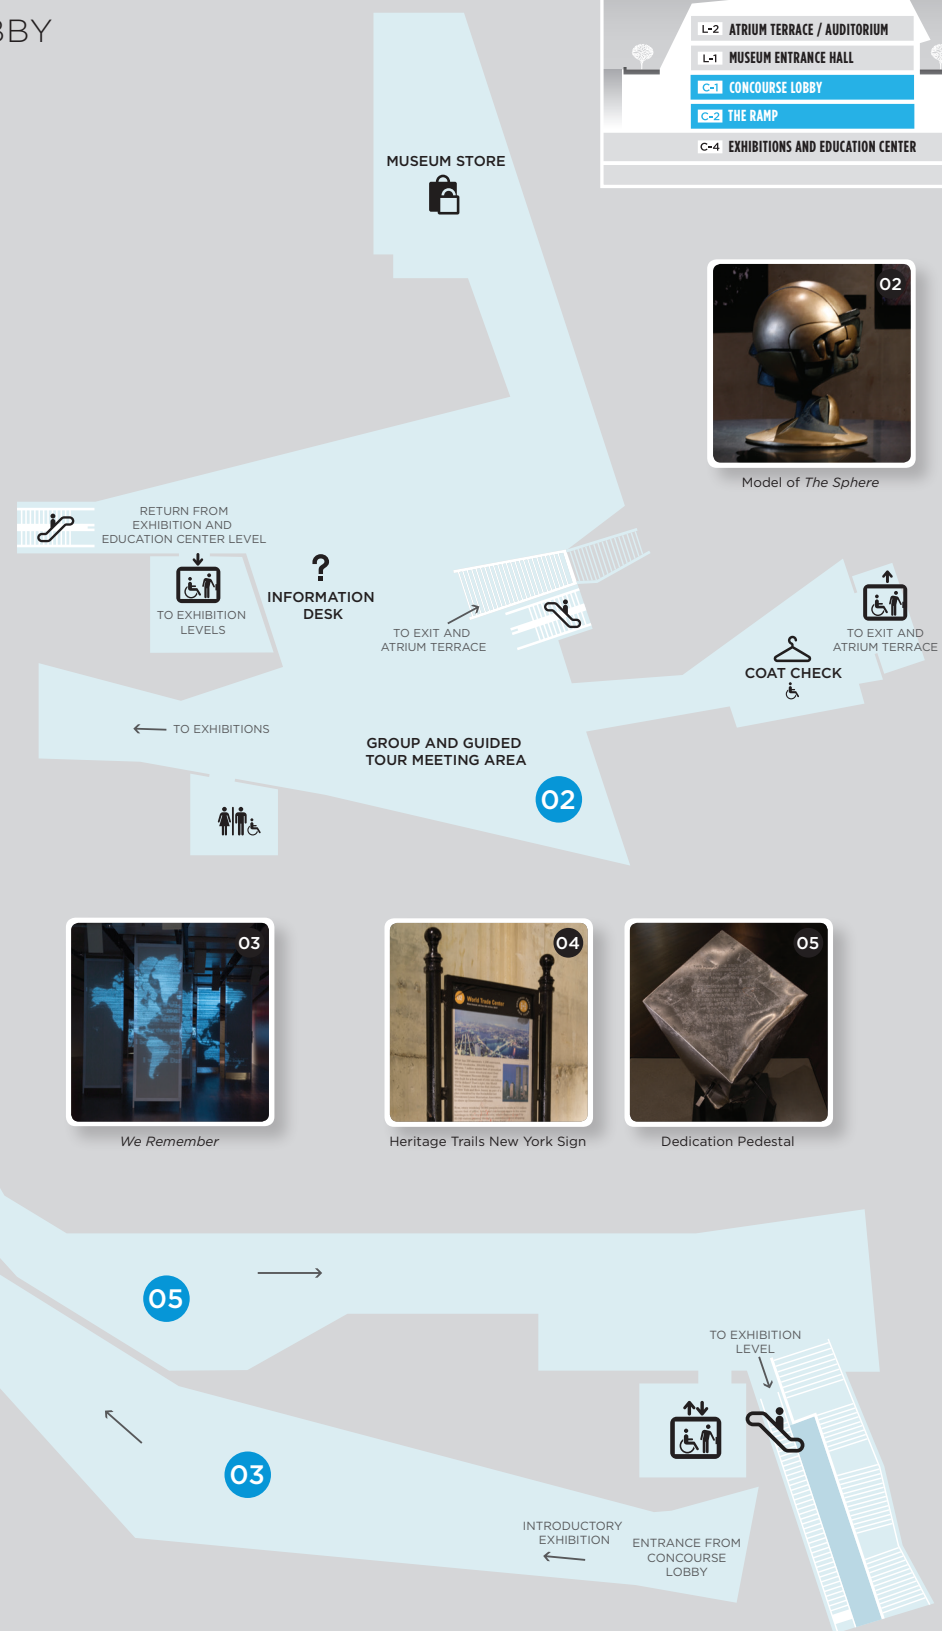 BBY
L-2 ATRIUM TERRACE / AUDITORIUM
L-1 MUSEUM ENTRANCE HALL
C-1 CONCOURSE LOBBY
C-2 THE RAMP
C-4 EXHIBITIONS AND EDUCATION CENTER
MUSEUM STORE
02
Model of The Sphere
RETURN FROM
EXHIBITION AND
EDUCATION CENTER LEVEL
TO EXHIBITION
LEVELS
?
INFORMATION
DESK
TO EXIT AND
ATRIUM TERRACE
TO EXIT AND
ATRIUM TERRACE
COAT CHECK
TO EXHIBITIONS
GROUP AND GUIDED
TOUR MEETING AREA
02
03
We Remember
04
World Trade Center
Heritage Trails New York Sign
05
Dedication Pedestal
05
TO EXHIBITION
LEVEL
03
INTRODUCTORY
EXHIBITION
ENTRANCE FROM
CONCOURSE
LOBBY